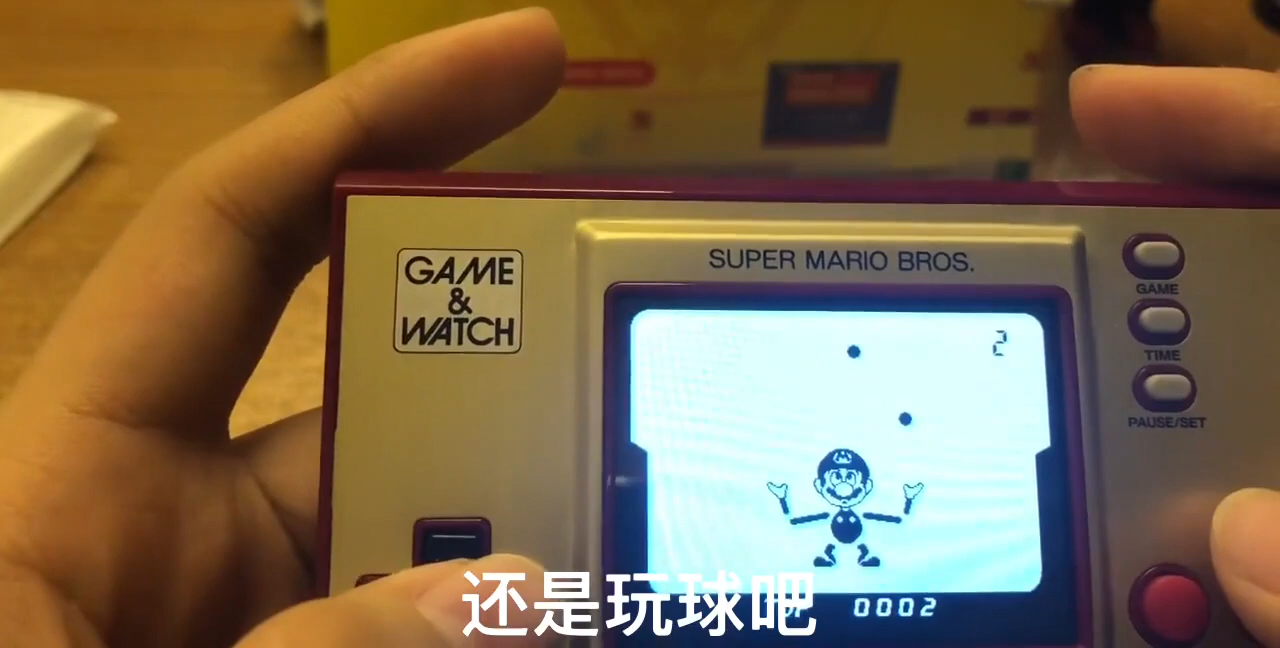 SUPER MARIO BROS.
GAME
&
WATCH
2
GAME
TIME
PAUSE/SET
0002
还是玩球吧